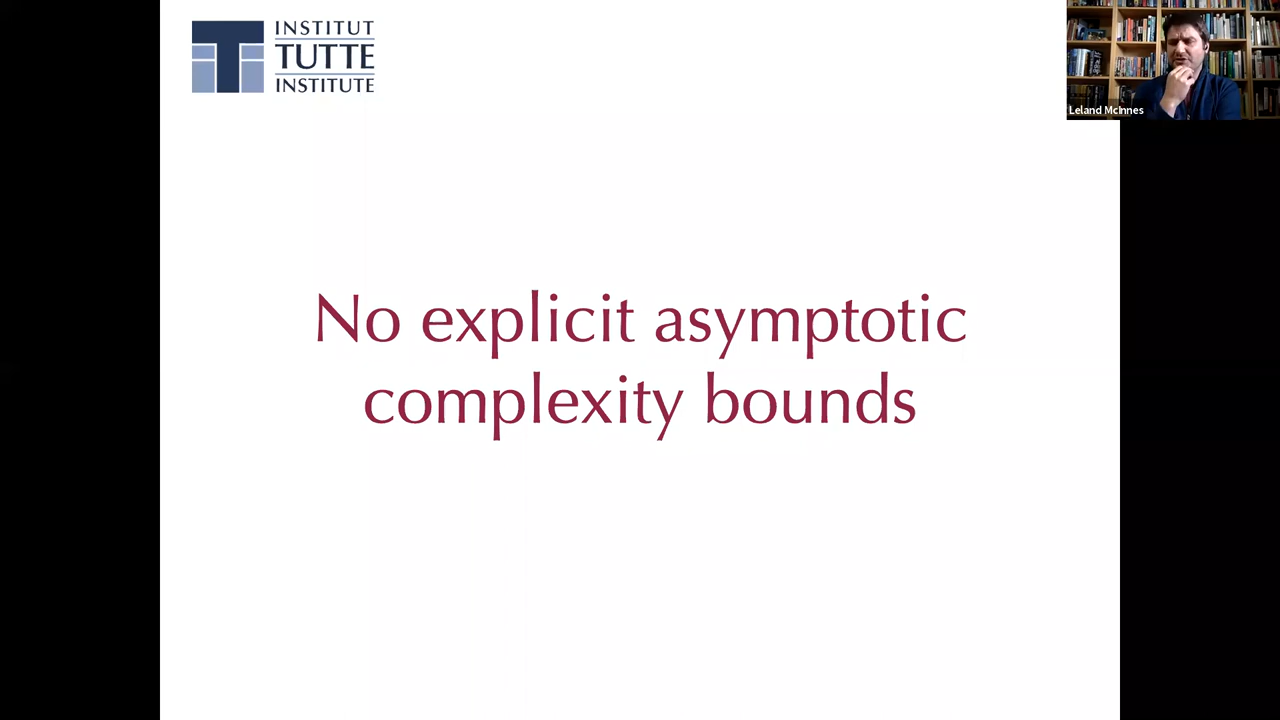 INSTITUT
TUTTE
INSTITUTE
Leland McInnes
No explicit asymptotic
complexity bounds